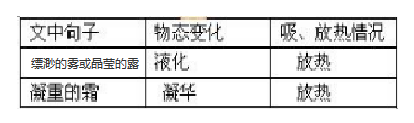 文中句子 物态变化 吸、放热情况
缥渺的雾或晶莹的露 液化 放热
凝重的霜 凝华 放热